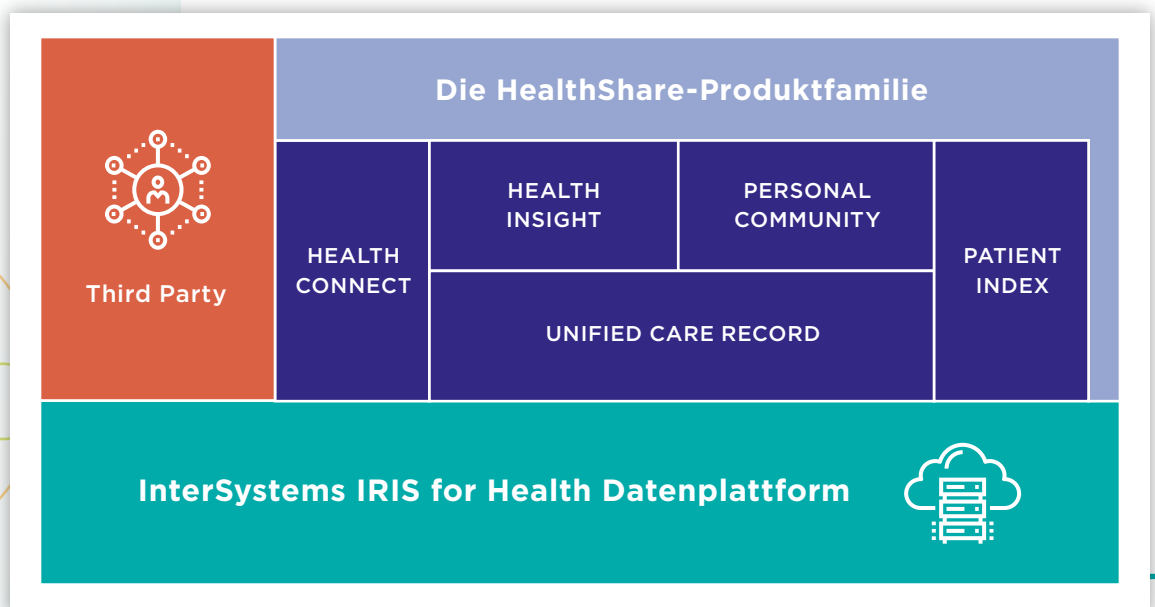 Die HealthShare-Produktfamilie
Third Party
HEALTH
CONNECT
HEALTH
INSIGHT
PERSONAL
COMMUNITY
UNIFIED CARE RECORD
PATIENT
INDEX
InterSystems IRIS for Health Datenplattform